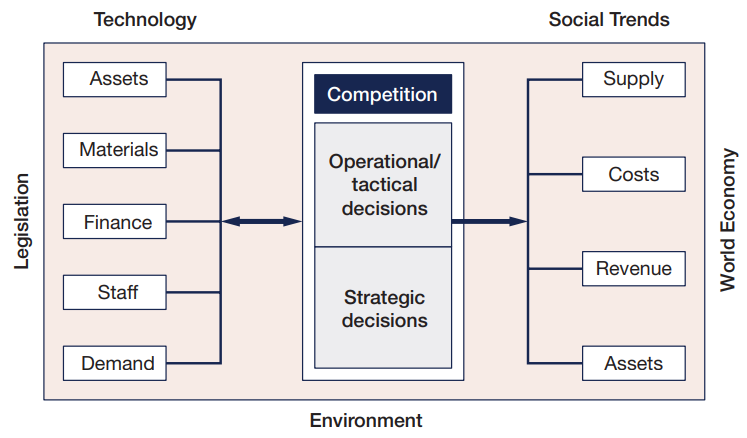 Technology
Social Trends
Legislation
Assets
Materials
Finance
Staff
Demand
Competition
Operational/
tactical
decisions
Strategic
decisions
Supply
Costs
Revenue
Assets
World Economy
Environment